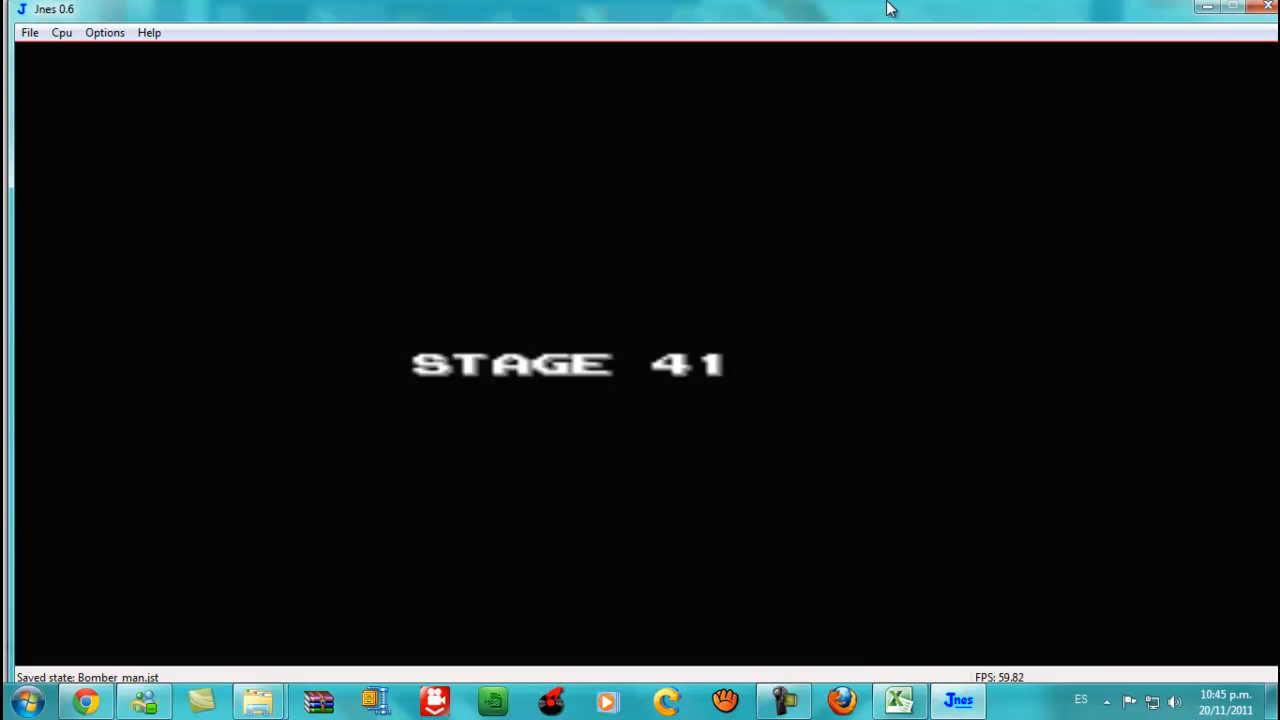 Jnes 0.6
File Cpu Options Help
STAGE 41
Saved state: Bomber man.jst FPS: 59.82
Jnes ES 10:45 p.m.
20/11/2011